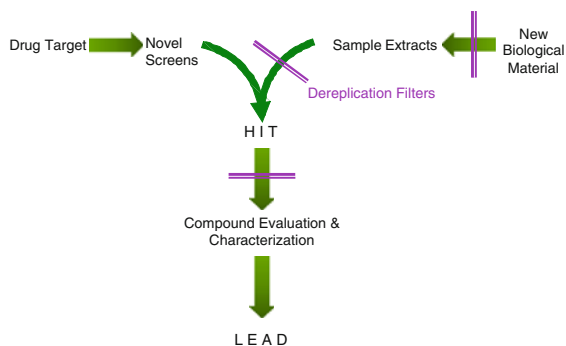 Drug Target
Novel
Screens
Sample Extracts
New
Biological
Material
Dereplication Filters
H I T
Compound Evaluation &
Characterization
L E A D